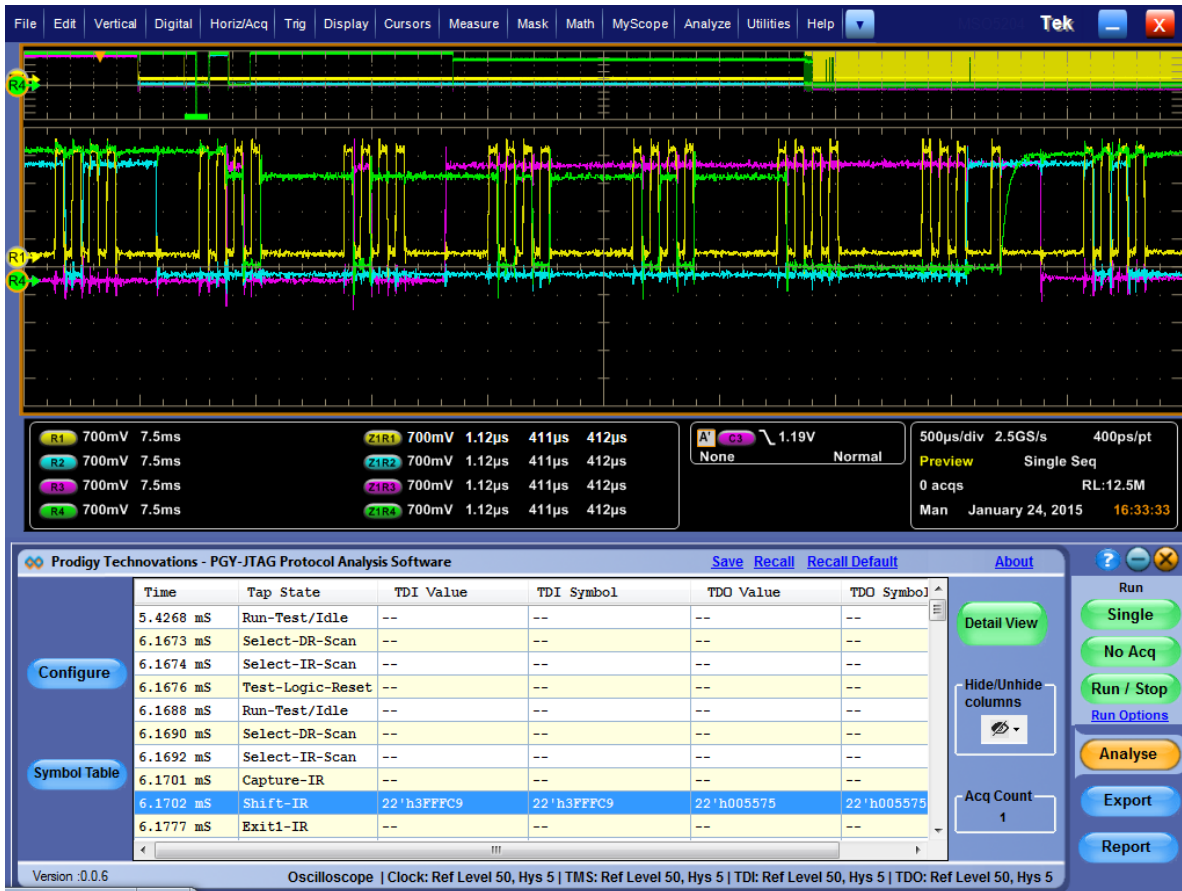 File Edit Vertical Digital Horiz/Acq Trig Display Cursors Measure Mask Math MyScope Analyze Utilities Help Tek X
R4
R1
R4
R1 700mV 7.5ms Z1R1 700mV 1.12µs 411µs 412µs
R2 700mV 7.5ms Z1R2 700mV 1.12µs 411µs 412µs
R3 700mV 7.5ms Z1R3 700mV 1.12µs 411µs 412µs
R4 700mV 7.5ms Z1R4 700mV 1.12µs 411µs 412µs
A' C3 1.19V
None Normal
500µs/div 2.5GS/s 400ps/pt
Preview Single Seq
0 acqs RL:12.5M
Man January 24, 2015 16:33:33
Prodigy Technovations - PGY-JTAG Protocol Analysis Software Save Recall Recall Default About ?
Configure
Symbol Table
Time Tap State TDI Value TDI Symbol TDO Value TDO Symbol
5.4268 mS Run-Test/Idle -- -- -- --
6.1673 mS Select-DR-Scan -- -- -- --
6.1674 mS Select-IR-Scan -- -- -- --
6.1676 mS Test-Logic-Reset -- -- -- --
6.1688 mS Run-Test/Idle -- -- -- --
6.1690 mS Select-DR-Scan -- -- -- --
6.1692 mS Select-IR-Scan -- -- -- --
6.1701 mS Capture-IR -- -- -- --
6.1702 mS Shift-IR 22'h3FFFC9 22'h3FFFC9 22'h005575 22'h005575
6.1777 mS Exit1-IR -- -- -- --
Detail View
Hide/Unhide
columns
Acq Count
1
Run
Single
No Acq
Run / Stop
Run Options
Analyse
Export
Report
Version :0.0.6 Oscilloscope | Clock: Ref Level 50, Hys 5 | TMS: Ref Level 50, Hys 5 | TDI: Ref Level 50, Hys 5 | TDO: Ref Level 50, Hys 5